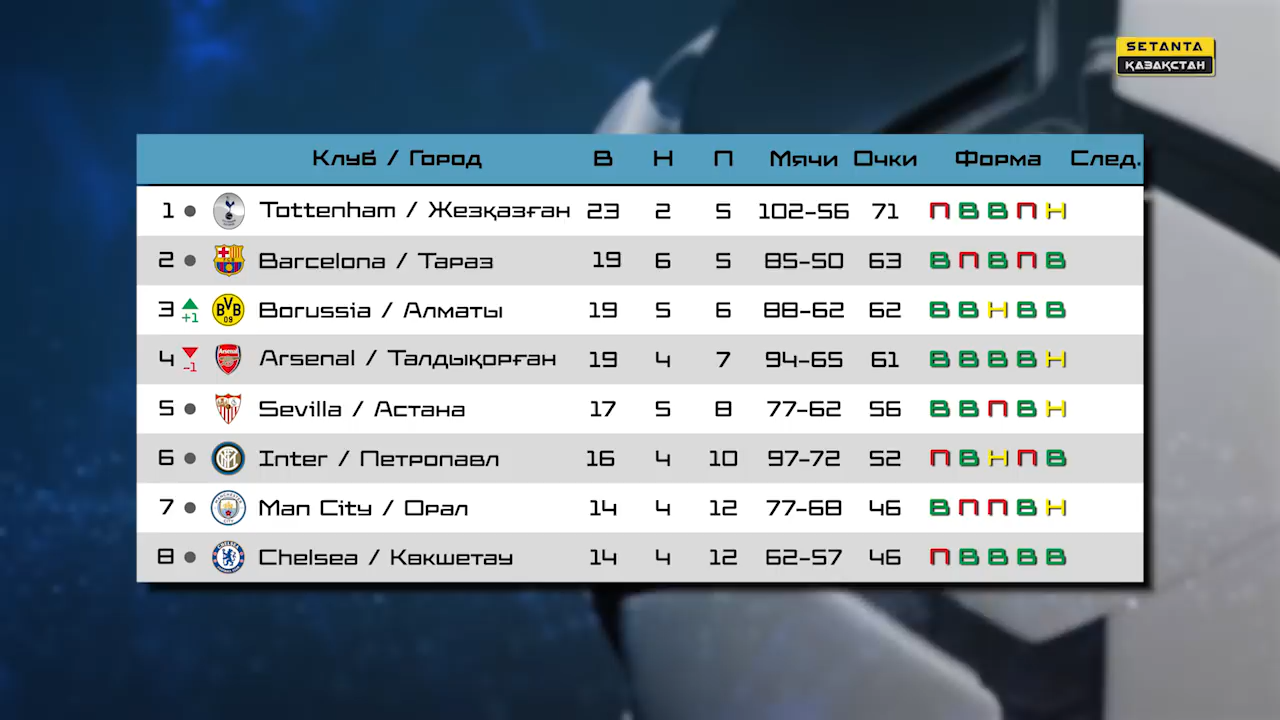 SETANTA
ҚАЗАҚСТАН
Клуб / Город В Н П Мячи Очки Форма След.
1 Tottenham / Жезқазған 23 2 5 102-56 71 П В В П Н
2 Barcelona / Тараз 19 6 5 85-50 63 В П В П В
3 +1 BVB 09 Borussia / Алматы 19 5 6 88-62 62 В В Н В В
4 -1 Arsenal Arsenal / Талдықорған 19 4 7 94-65 61 В В В В Н
5 Sevilla / Астана 17 5 8 77-62 56 В В П В Н
6 Inter / Петропавл 16 4 10 97-72 52 П В Н П В
7 Man City / Орал 14 4 12 77-68 46 В П П В Н
8 Chelsea / Көкшетау 14 4 12 62-57 46 П В В В В